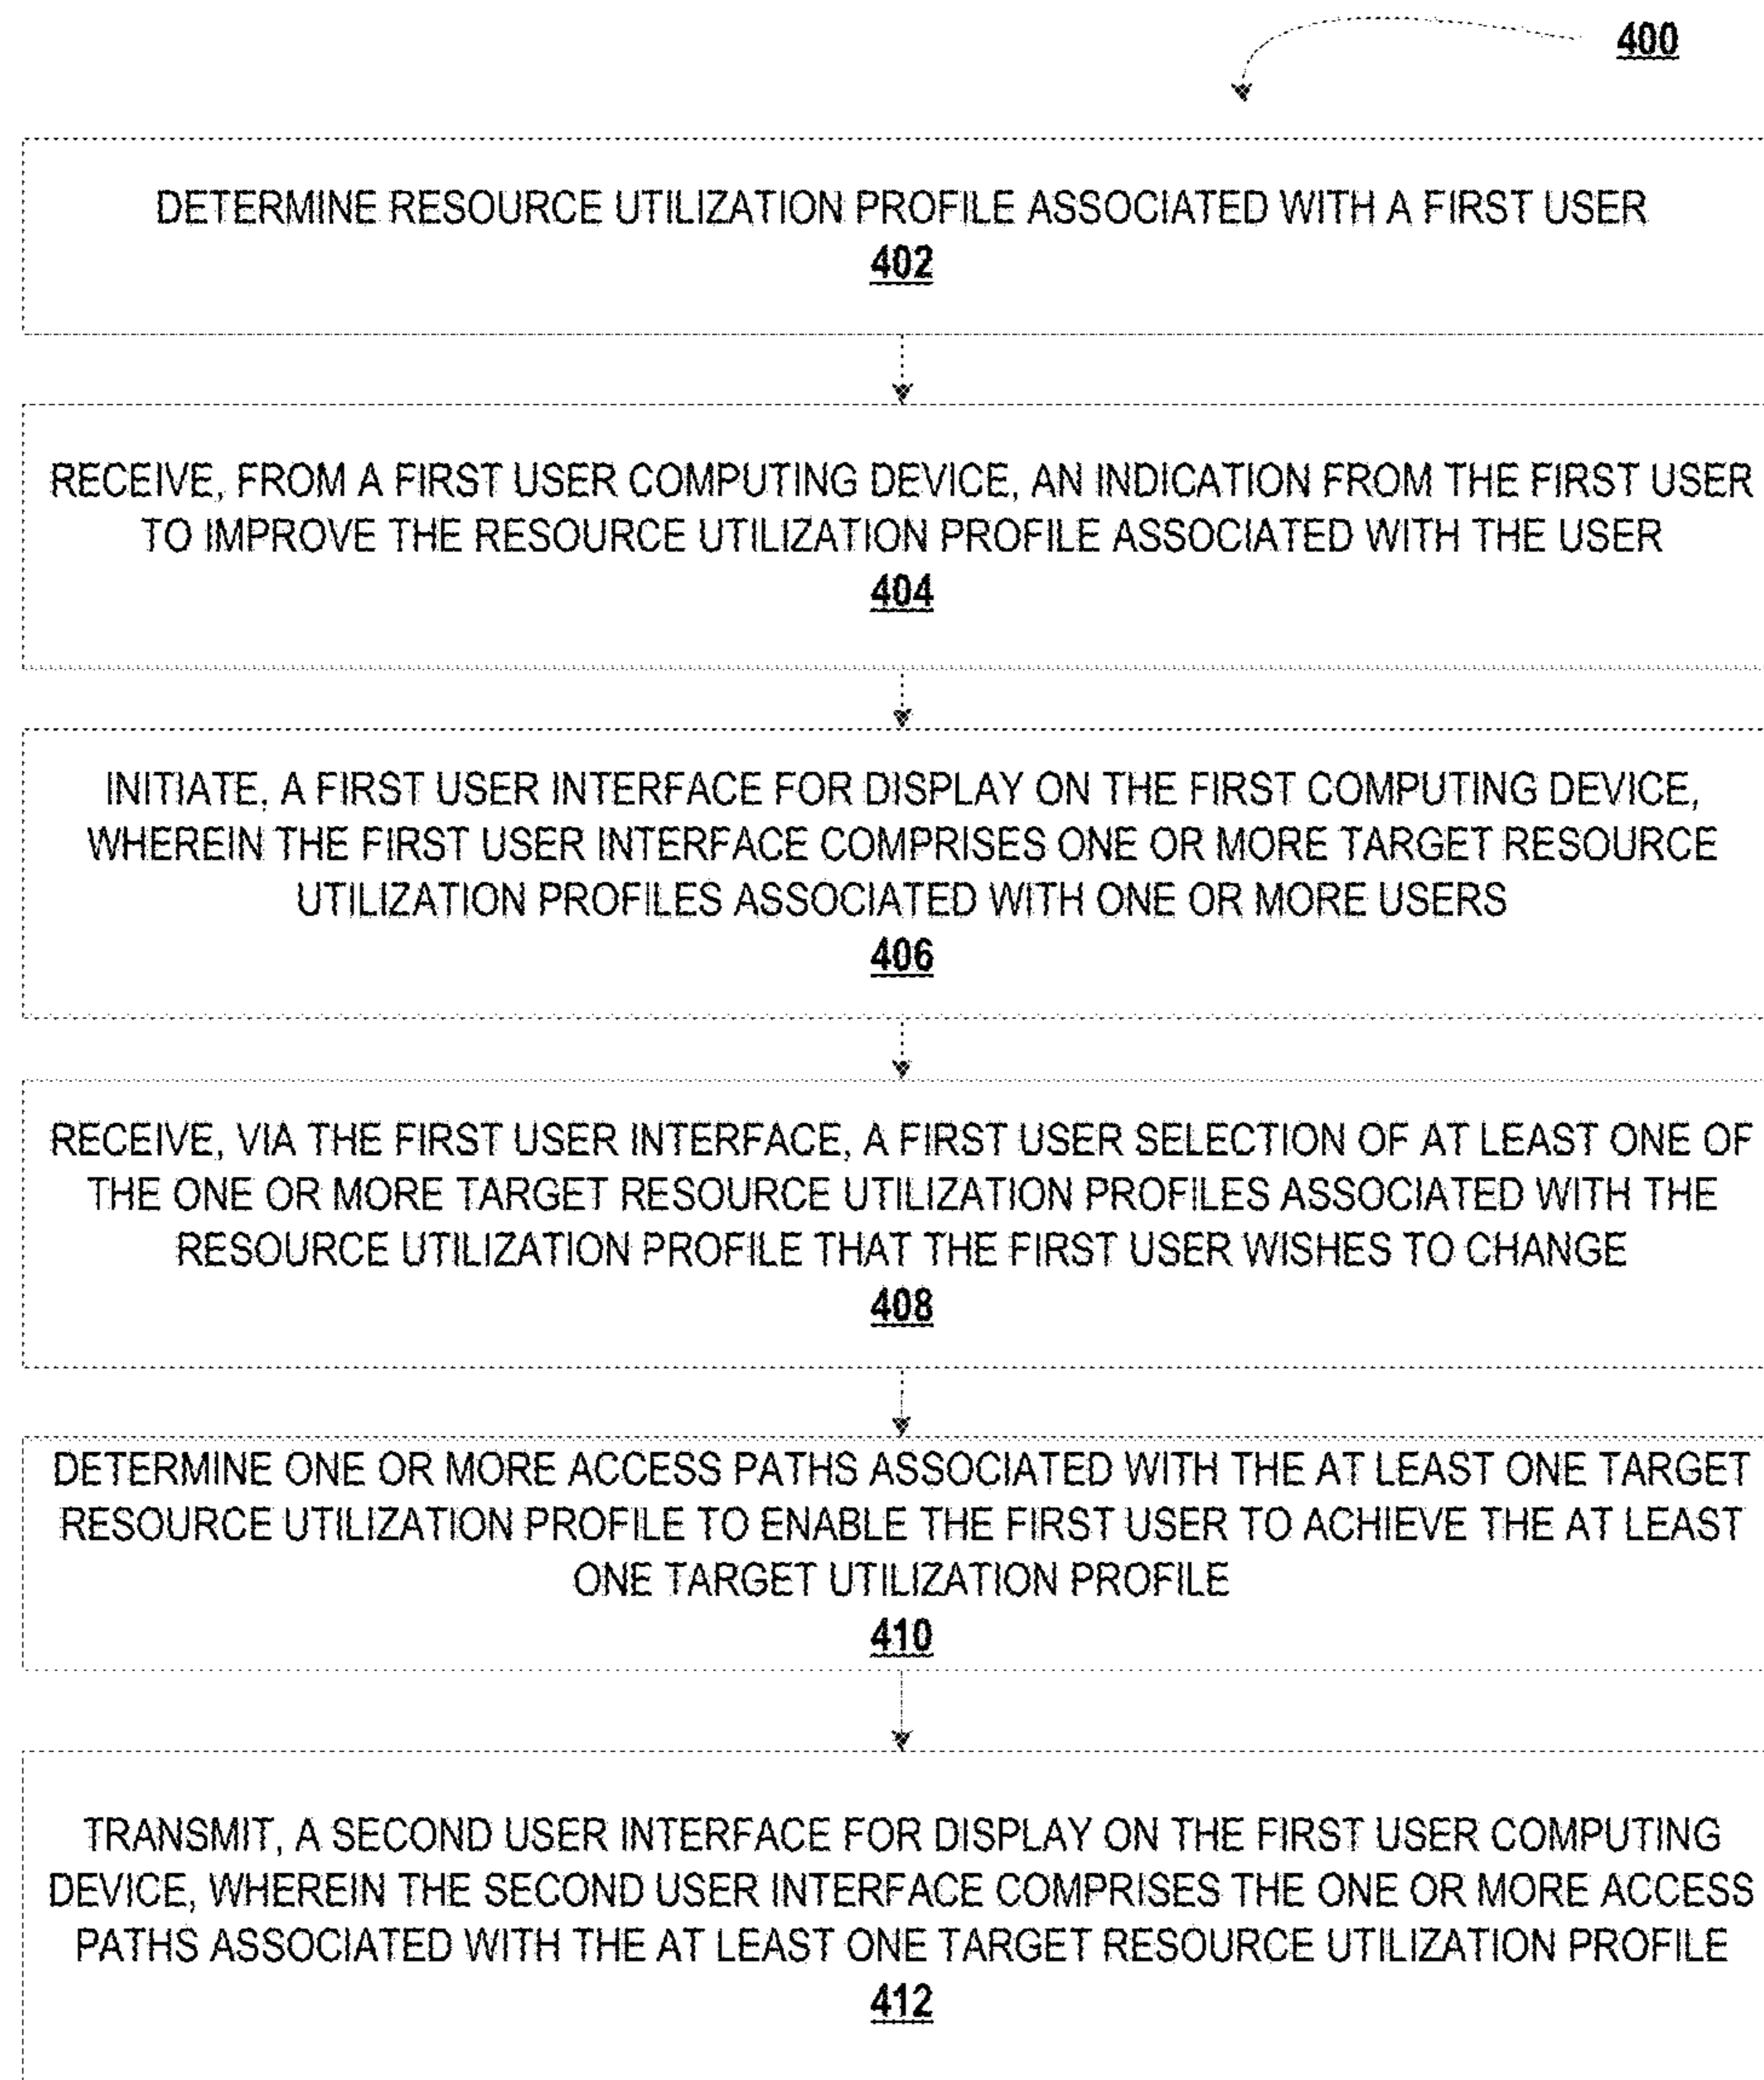 400
DETERMINE RESOURCE UTILIZATION PROFILE ASSOCIATED WITH A FIRST USER
402
RECEIVE, FROM A FIRST USER COMPUTING DEVICE, AN INDICATION FROM THE FIRST USER
TO IMPROVE THE RESOURCE UTILIZATION PROFILE ASSOCIATED WITH THE USER
404
INITIATE, A FIRST USER INTERFACE FOR DISPLAY ON THE FIRST COMPUTING DEVICE,
WHEREIN THE FIRST USER INTERFACE COMPRISES ONE OR MORE TARGET RESOURCE
UTILIZATION PROFILES ASSOCIATED WITH ONE OR MORE USERS
406
RECEIVE, VIA THE FIRST USER INTERFACE, A FIRST USER SELECTION OF AT LEAST ONE OF
THE ONE OR MORE TARGET RESOURCE UTILIZATION PROFILES ASSOCIATED WITH THE
RESOURCE UTILIZATION PROFILE THAT THE FIRST USER WISHES TO CHANGE
408
DETERMINE ONE OR MORE ACCESS PATHS ASSOCIATED WITH THE AT LEAST ONE TARGET
RESOURCE UTILIZATION PROFILE TO ENABLE THE FIRST USER TO ACHIEVE THE AT LEAST
ONE TARGET UTILIZATION PROFILE
410
TRANSMIT, A SECOND USER INTERFACE FOR DISPLAY ON THE FIRST USER COMPUTING
DEVICE, WHEREIN THE SECOND USER INTERFACE COMPRISES THE ONE OR MORE ACCESS
PATHS ASSOCIATED WITH THE AT LEAST ONE TARGET RESOURCE UTILIZATION PROFILE
412